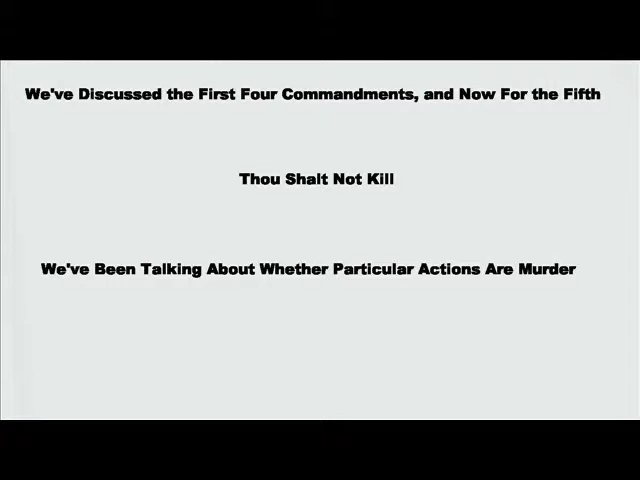 We've Discussed the First Four Commandments, and Now For the Fifth
Thou Shalt Not Kill
We've Been Talking About Whether Particular Actions Are Murder